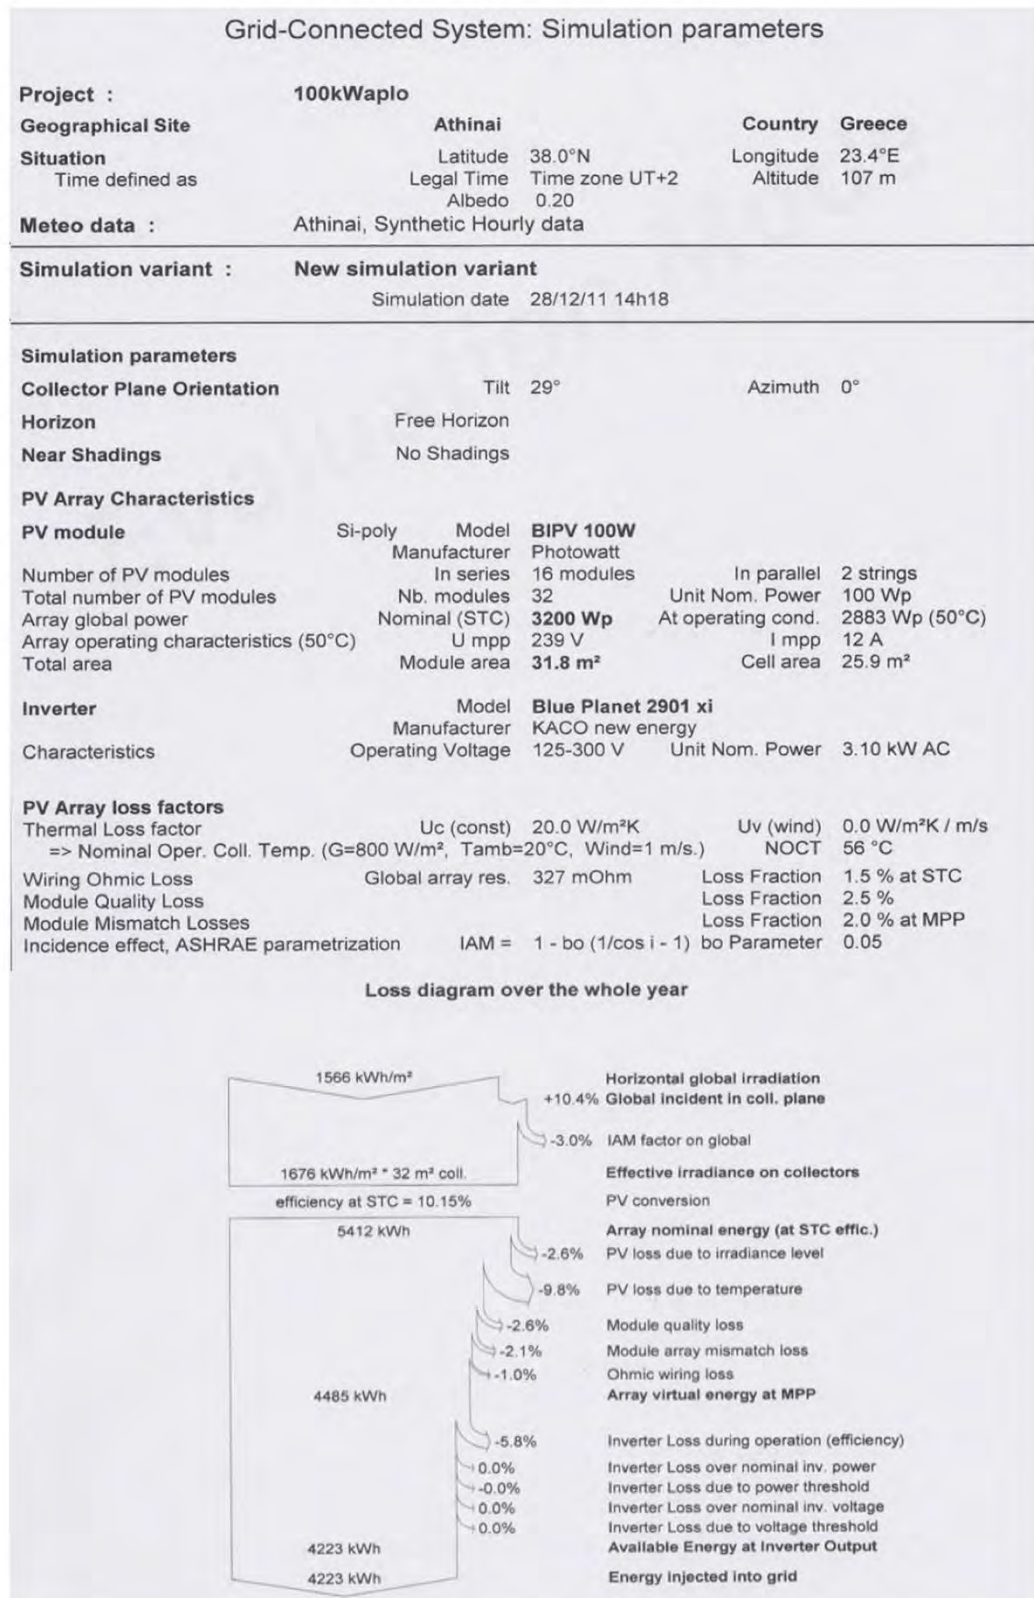 Grid-Connected System: Simulation parameters
Project : 100kWaplo
Geographical Site Athinai Country Greece
Situation Latitude 38.0°N Longitude 23.4°E
Time defined as Legal Time Time zone UT+2 Altitude 107 m
Albedo 0.20
Meteo data : Athinai, Synthetic Hourly data
Simulation variant : New simulation variant
Simulation date 28/12/11 14h18
Simulation parameters
Collector Plane Orientation Tilt 29° Azimuth 0°
Horizon Free Horizon
Near Shadings No Shadings
PV Array Characteristics
PV module Si-poly Model BIPV 100W
Manufacturer Photowatt
Number of PV modules In series 16 modules In parallel 2 strings
Total number of PV modules Nb. modules 32 Unit Nom. Power 100 Wp
Array global power Nominal (STC) 3200 Wp At operating cond. 2883 Wp (50°C)
Array operating characteristics (50°C) U mpp 239 V I mpp 12 A
Total area Module area 31.8 m² Cell area 25.9 m²
Inverter Model Blue Planet 2901 xi
Manufacturer KACO new energy
Characteristics Operating Voltage 125-300 V Unit Nom. Power 3.10 kW AC
PV Array loss factors
Thermal Loss factor Uc (const) 20.0 W/m²K Uv (wind) 0.0 W/m²K / m/s
=> Nominal Oper. Coll. Temp. (G=800 W/m², Tamb=20°C, Wind=1 m/s.) NOCT 56 °C
Wiring Ohmic Loss Global array res. 327 mOhm Loss Fraction 1.5 % at STC
Module Quality Loss Loss Fraction 2.5 %
Module Mismatch Losses Loss Fraction 2.0 % at MPP
Incidence effect, ASHRAE parametrization IAM = 1 - bo (1/cos i - 1) bo Parameter 0.05
Loss diagram over the whole year
1566 kWh/m² Horizontal global irradiation
+10.4% Global incident in coll. plane
-3.0% IAM factor on global
1676 kWh/m² * 32 m² coll. Effective irradiance on collectors
efficiency at STC = 10.15% PV conversion
5412 kWh Array nominal energy (at STC effic.)
-2.6% PV loss due to irradiance level
-9.8% PV loss due to temperature
-2.6% Module quality loss
-2.1% Module array mismatch loss
-1.0% Ohmic wiring loss
4485 kWh Array virtual energy at MPP
-5.8% Inverter Loss during operation (efficiency)
0.0% Inverter Loss over nominal inv. power
-0.0% Inverter Loss due to power threshold
0.0% Inverter Loss over nominal inv. voltage
0.0% Inverter Loss due to voltage threshold
4223 kWh Available Energy at Inverter Output
4223 kWh Energy injected into grid